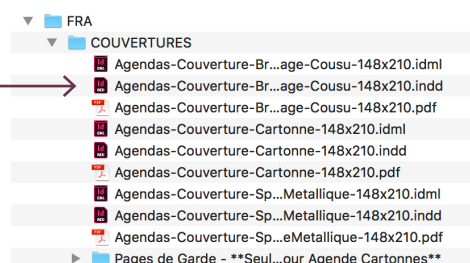 FRA
COUVERTURES
Agendas-Couverture-Br...age-Cousu-148x210.idml
Agendas-Couverture-Br...age-Cousu-148x210.indd
Agendas-Couverture-Br...age-Cousu-148x210.pdf
Agendas-Couverture-Cartonne-148x210.idml
Agendas-Couverture-Cartonne-148x210.indd
Agendas-Couverture-Cartonne-148x210.pdf
Agendas-Couverture-Sp...Metallique-148x210.idml
Agendas-Couverture-Sp...Metallique-148x210.indd
Agendas-Couverture-Sp...eMetallique-148x210.pdf
Pages de Garde - **Seul...our Agende Cartonnes**